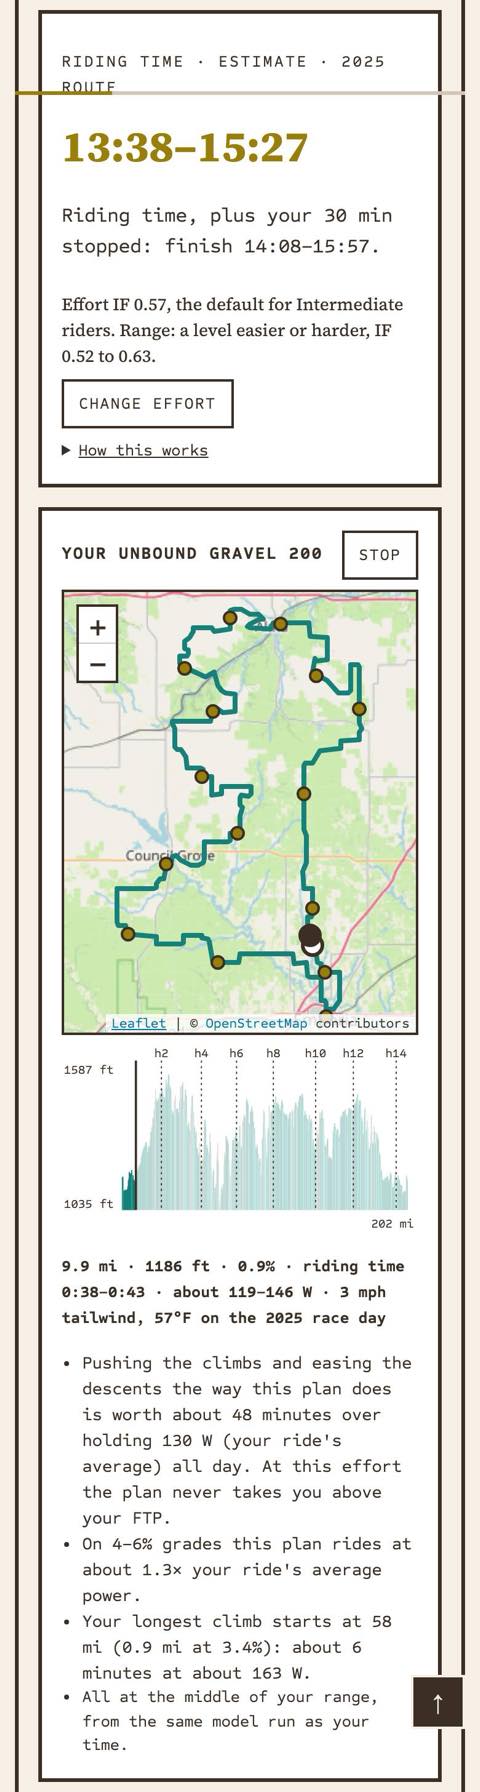 RIDING TIME · ESTIMATE · 2025
ROUTE
13:38–15:27
Riding time, plus your 30 min
stopped: finish 14:08–15:57.
Effort IF 0.57, the default for Intermediate
riders. Range: a level easier or harder, IF
0.52 to 0.63.
CHANGE EFFORT
▶ How this works
YOUR UNBOUND GRAVEL 200
STOP
+
−
Council Grove
Leaflet | © OpenStreetMap contributors
h2 h4 h6 h8 h10 h12 h14
1587 ft
1035 ft
202 mi
9.9 mi · 1186 ft · 0.9% · riding time
0:38–0:43 · about 119–146 W · 3 mph
tailwind, 57°F on the 2025 race day
• Pushing the climbs and easing the
descents the way this plan does
is worth about 48 minutes over
holding 130 W (your ride's
average) all day. At this effort
the plan never takes you above
your FTP.
• On 4–6% grades this plan rides at
about 1.3× your ride's average
power.
• Your longest climb starts at 58
mi (0.9 mi at 3.4%): about 6
minutes at about 163 W.
• All at the middle of your range,
from the same model run as your
time.
↑